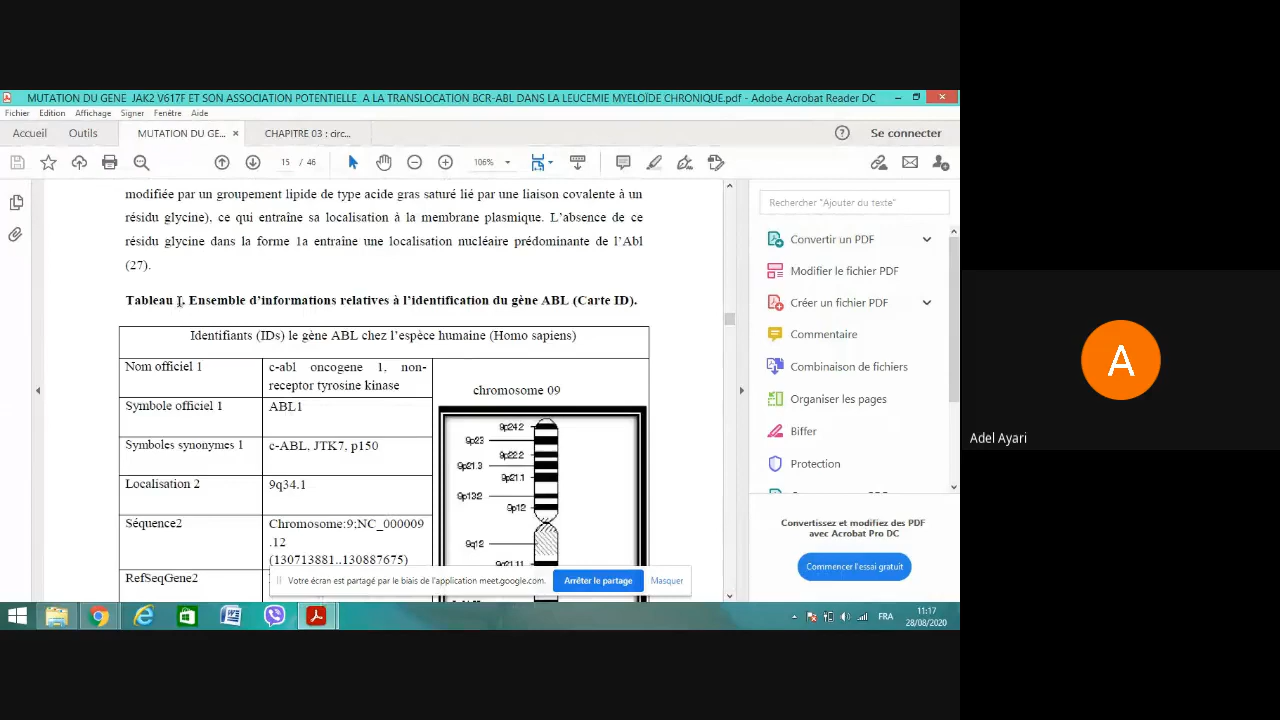 MUTATION DU GENE JAK2 V617F ET SON ASSOCIATION POTENTIELLE A LA TRANSLOCATION BCR-ABL DANS LA LEUCEMIE MYELOÏDE CHRONIQUE.pdf - Adobe Acrobat Reader DC
Fichier Edition Affichage Fenêtre Aide
Accueil Outils MUTATION DU GE... × CHAPITRE 03 : circ... ? Se connecter
15 / 46 106%
modifiée par un groupement lipide de type acide gras saturé lié par une liaison covalente à un
résidu glycine), ce qui entraîne sa localisation à la membrane plasmique. L'absence de ce
résidu glycine dans la forme 1a entraîne une localisation nucléaire prédominante de l'Abl
(27).
Tableau I. Ensemble d'informations relatives à l'identification du gène ABL (Carte ID).
Identifiants (IDs) le gène ABL chez l'espèce humaine (Homo sapiens)
Nom officiel 1
c-abl oncogene 1, non-
receptor tyrosine kinase
Symbole officiel 1
ABL1
Symboles synonymes 1
c-ABL, JTK7, p150
Localisation 2
9q34.1
Séquence2
Chromosome:9;NC_000009
.12
(130713881..130887675)
RefSeqGene2
chromosome 09
9p24.2
9p23
9p22.2
9p21.3
9p21.1
9p13.2
9p12
9q12
9q21.11
Rechercher "Ajouter du texte"
Convertir un PDF
Modifier le fichier PDF
Créer un fichier PDF
Commentaire
Combinaison de fichiers
Organiser les pages
Biffer
Protection
Convertissez et modifiez des PDF
avec Acrobat Pro DC
Commencer l'essai gratuit
Votre écran est partagé par le biais de l'application meet.google.com.
Arrêter le partage
Masquer
FRA
11:17
28/08/2020
A
Adel Ayari